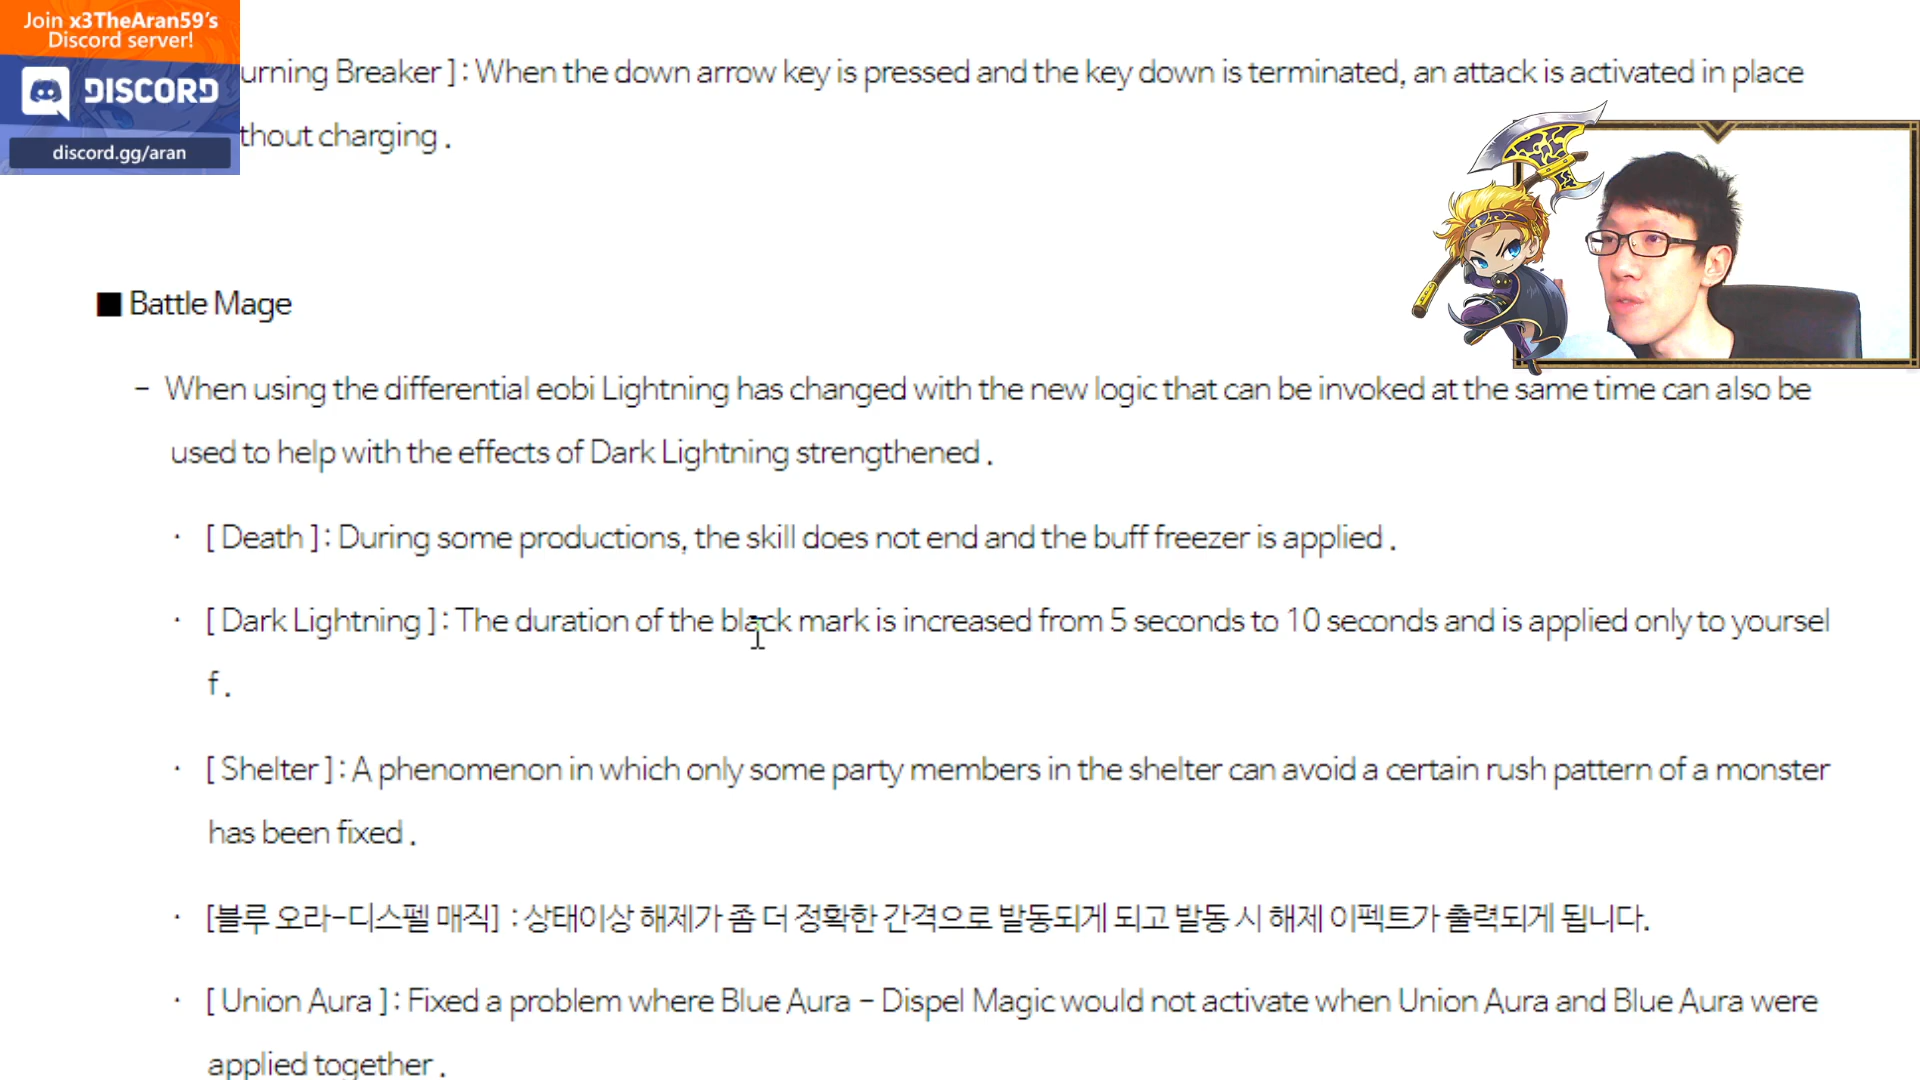 Join x3TheAran59's
Discord server!
DISCORD
discord.gg/aran
urning Breaker ] : When the down arrow key is pressed and the key down is terminated, an attack is activated in place
thout charging .
■ Battle Mage
- When using the differential eobi Lightning has changed with the new logic that can be invoked at the same time can also be
used to help with the effects of Dark Lightning strengthened .
· [ Death ] : During some productions, the skill does not end and the buff freezer is applied .
· [ Dark Lightning ] : The duration of the black mark is increased from 5 seconds to 10 seconds and is applied only to yoursel
f .
· [ Shelter ] : A phenomenon in which only some party members in the shelter can avoid a certain rush pattern of a monster
has been fixed .
· [블루 오라-디스펠 매직] : 상태이상 해제가 좀 더 정확한 간격으로 발동되게 되고 발동 시 해제 이펙트가 출력되게 됩니다.
· [ Union Aura ] : Fixed a problem where Blue Aura - Dispel Magic would not activate when Union Aura and Blue Aura were
applied together .